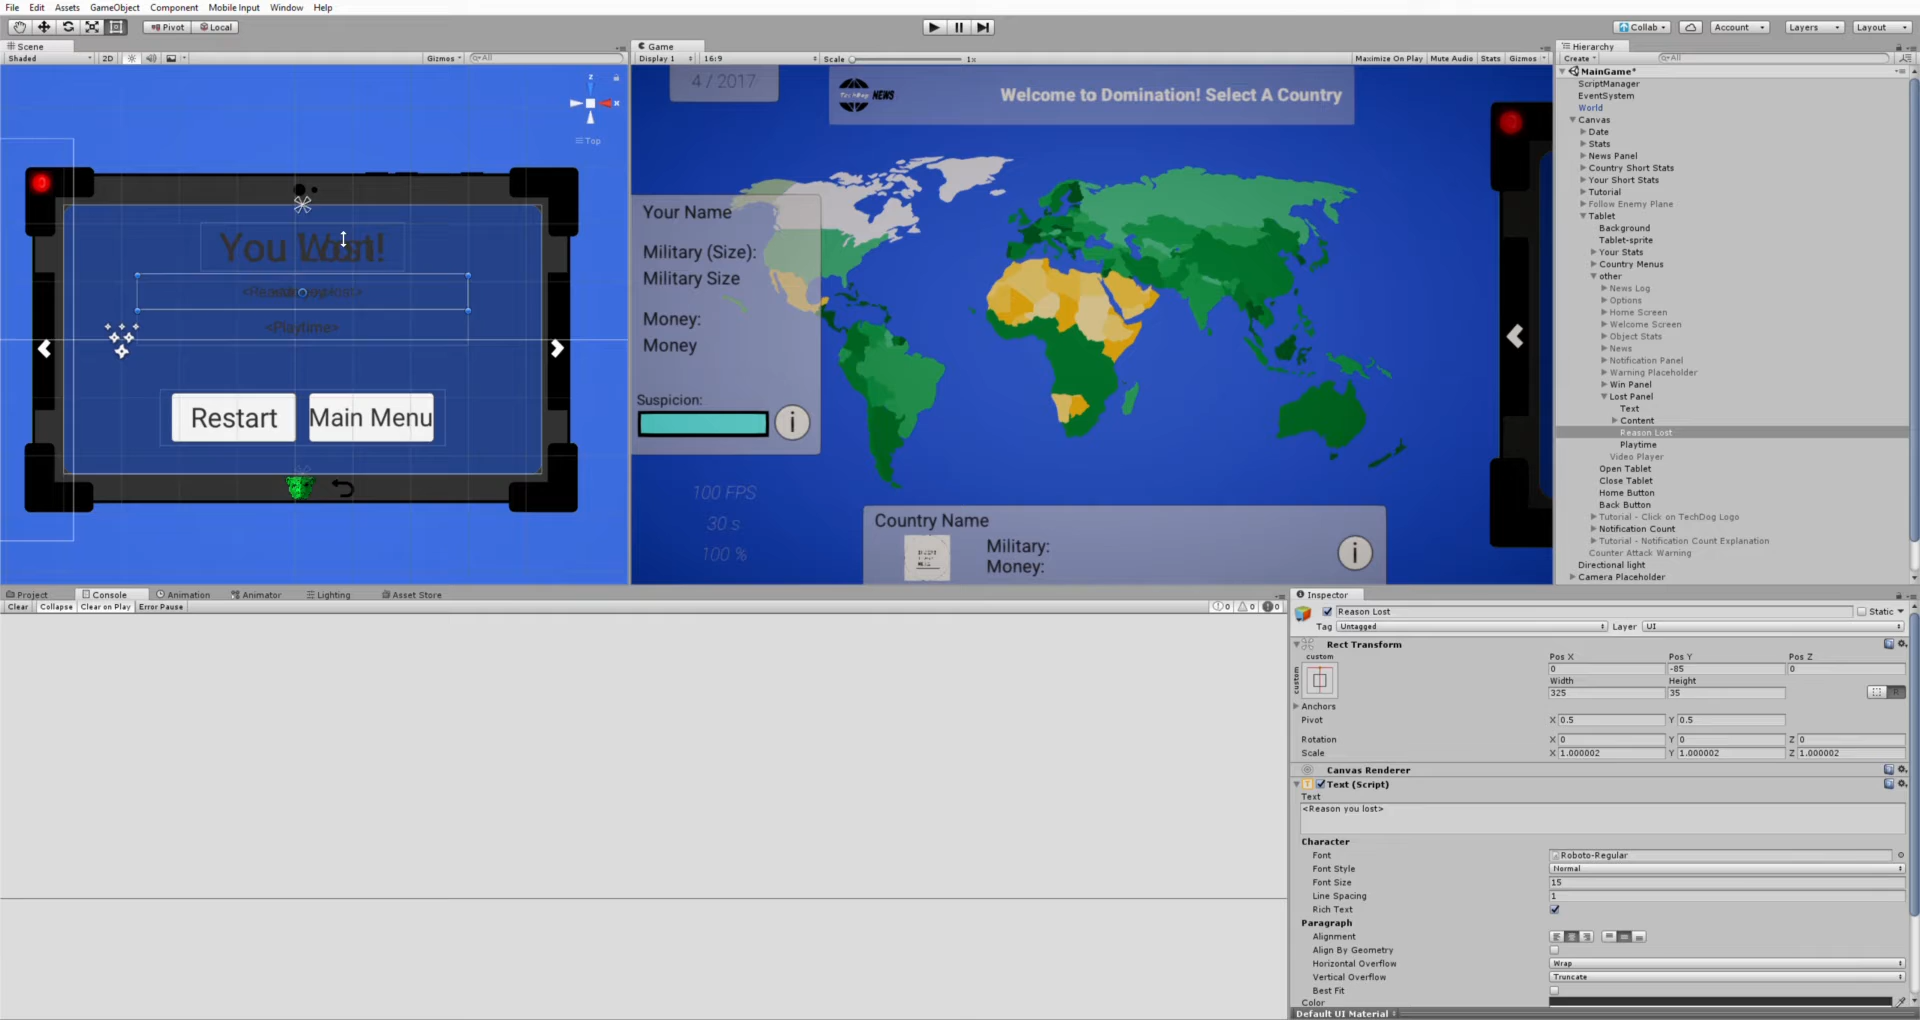 File Edit Assets GameObject Component Mobile Input Window Help
Pivot Local Collab Account Layers Layout
Scene
Shaded 2D Gizmos All
Top
<Playtime>
Restart Main Menu
Game
Display 1 16:9 Scale 1x Maximize On Play Mute Audio Stats Gizmos
4 / 2017
NEWS
Welcome to Domination! Select A Country
Your Name
Military (Size):
Military Size
Money:
Money
Suspicion:
i
100 FPS
30 s
100 %
Country Name
Military:
Money:
i
Hierarchy
Create All
MainGame*
ScriptManager
EventSystem
World
Canvas
Date
Stats
News Panel
Country Short Stats
Your Short Stats
Tutorial
Follow Enemy Plane
Tablet
Background
Tablet-sprite
Your Stats
Country Menus
other
News Log
Options
Home Screen
Welcome Screen
Object Stats
News
Notification Panel
Warning Placeholder
Win Panel
Lost Panel
Text
Content
Reason Lost
Playtime
Video Player
Open Tablet
Close Tablet
Home Button
Back Button
Tutorial - Click on TechDog Logo
Notification Count
Tutorial - Notification Count Explanation
Counter Attack Warning
Directional light
Camera Placeholder
Project Console Animation Animator Lighting Asset Store
Clear Collapse Clear on Play Error Pause 0 0 0
Inspector
Reason Lost Static
Tag Untagged Layer UI
Rect Transform
custom
custom
Pos X Pos Y Pos Z
0 -85 0
Width Height
325 35
R
Anchors
Pivot X 0.5 Y 0.5
Rotation X 0 Y 0 Z 0
Scale X 1.000002 Y 1.000002 Z 1.000002
Canvas Renderer
Text (Script)
Text
<Reason you lost>
Character
Font Roboto-Regular
Font Style Normal
Font Size 15
Line Spacing 1
Rich Text
Paragraph
Alignment
Align By Geometry
Horizontal Overflow Wrap
Vertical Overflow Truncate
Best Fit
Color
Default UI Material